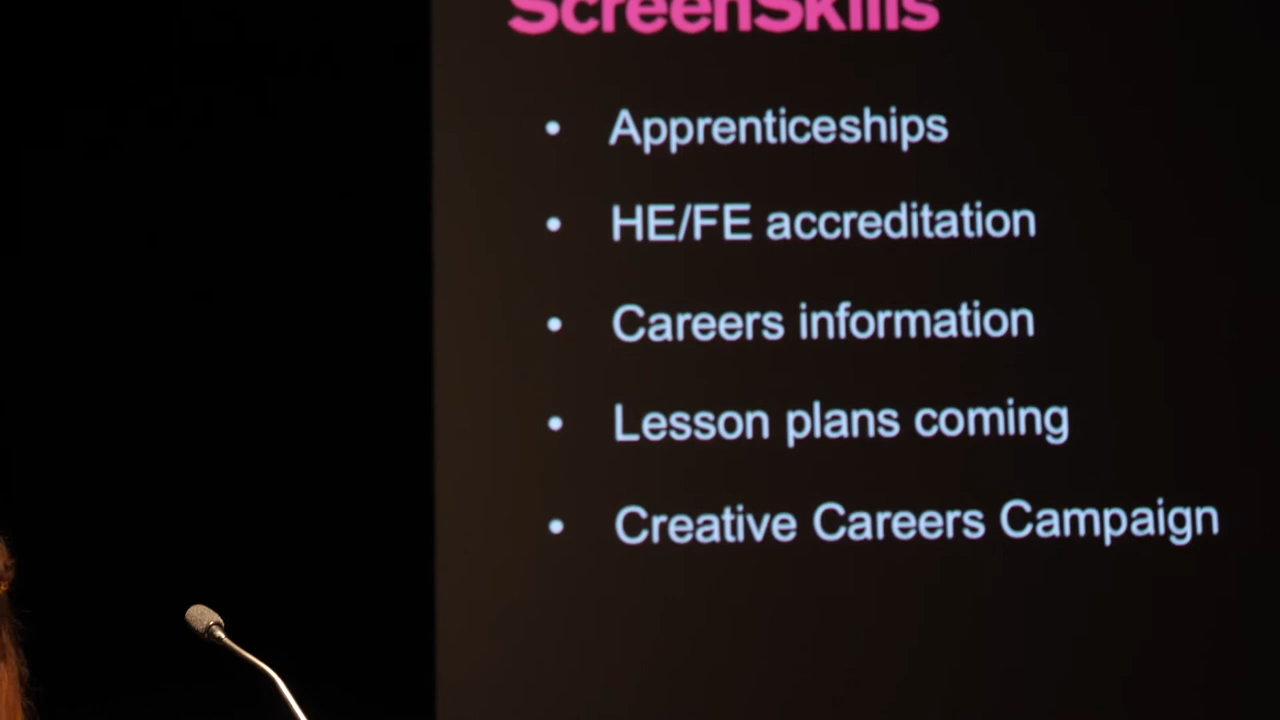 ScreenSkills
• Apprenticeships
• HE/FE accreditation
• Careers information
• Lesson plans coming
• Creative Careers Campaign